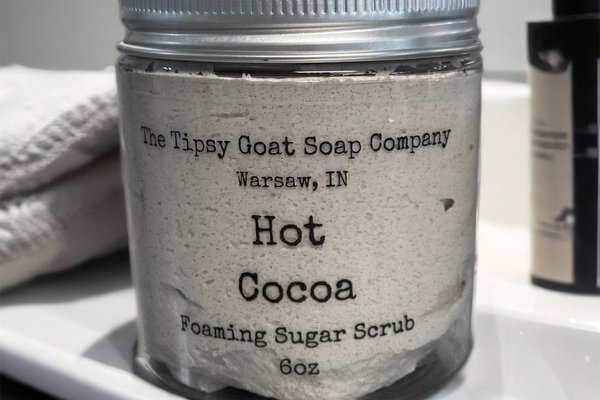 The Tipsy Goat Soap Company
Warsaw, IN
Hot
Cocoa
Foaming Sugar Scrub
6oz